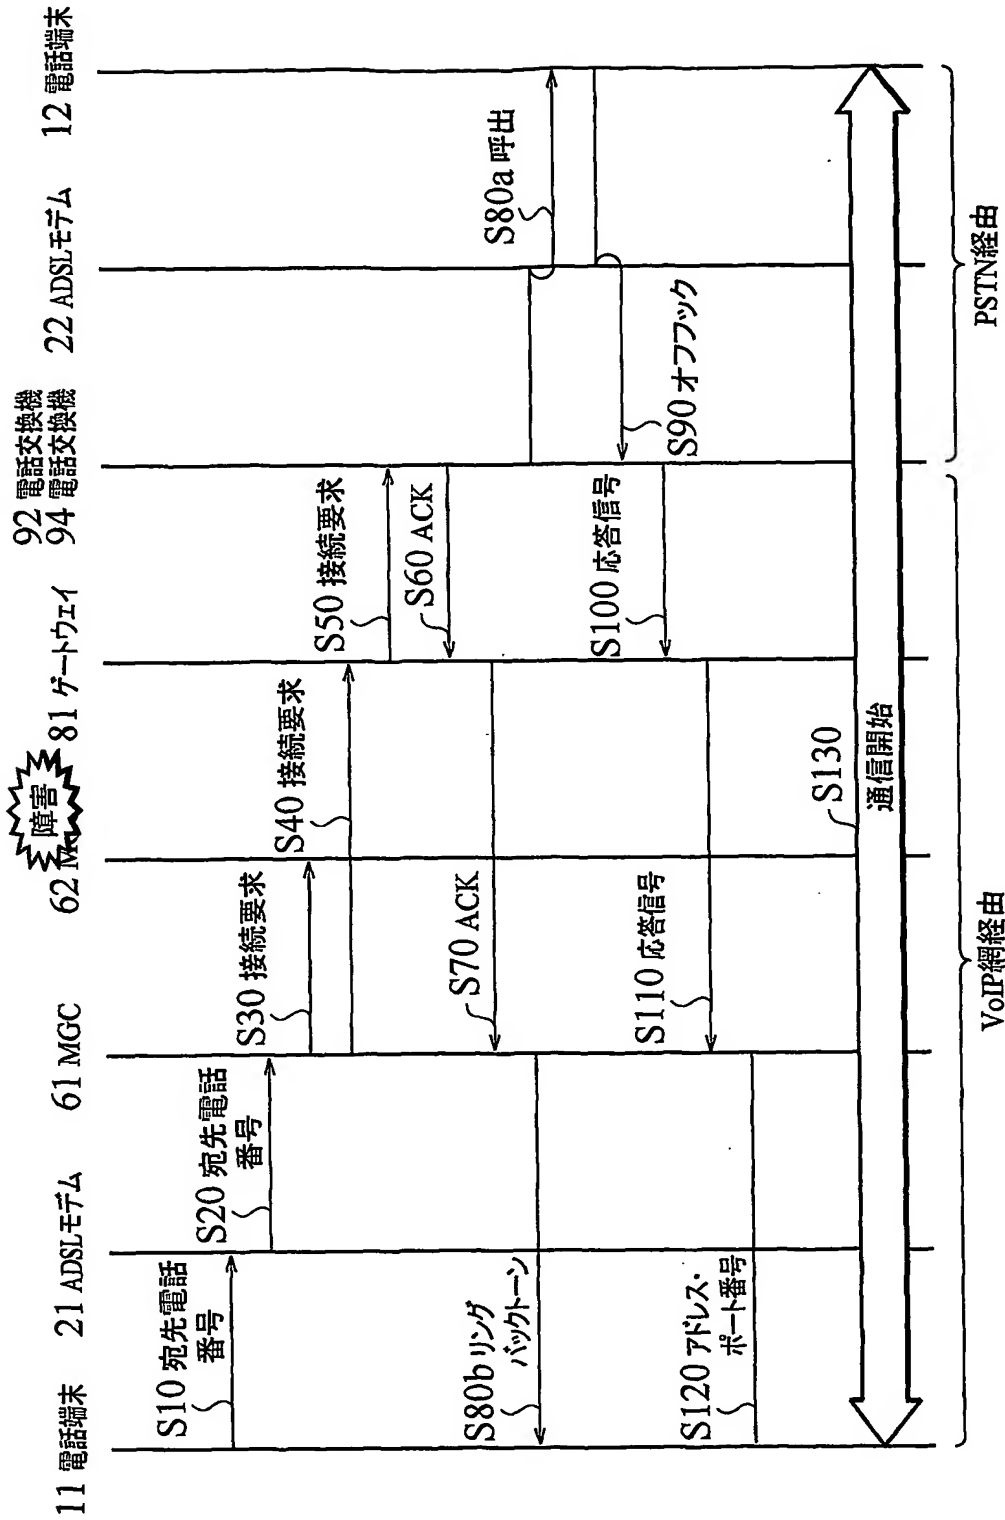 11 電話端末
21 ADSLモデム
61 MGC
62 M
障害
81 ゲートウェイ
92 電話交換機
94 電話交換機
22 ADSLモデム
12 電話端末
S10 宛先電話
番号
S20 宛先電話
番号
S30 接続要求
S40 接続要求
S50 接続要求
S60 ACK
S70 ACK
S80a 呼出
S80b リング
バックトーン
S90 オフフック
S100 応答信号
S110 応答信号
S120 アドレス・
ポート番号
S130
通信開始
VoIP網経由
PSTN経由